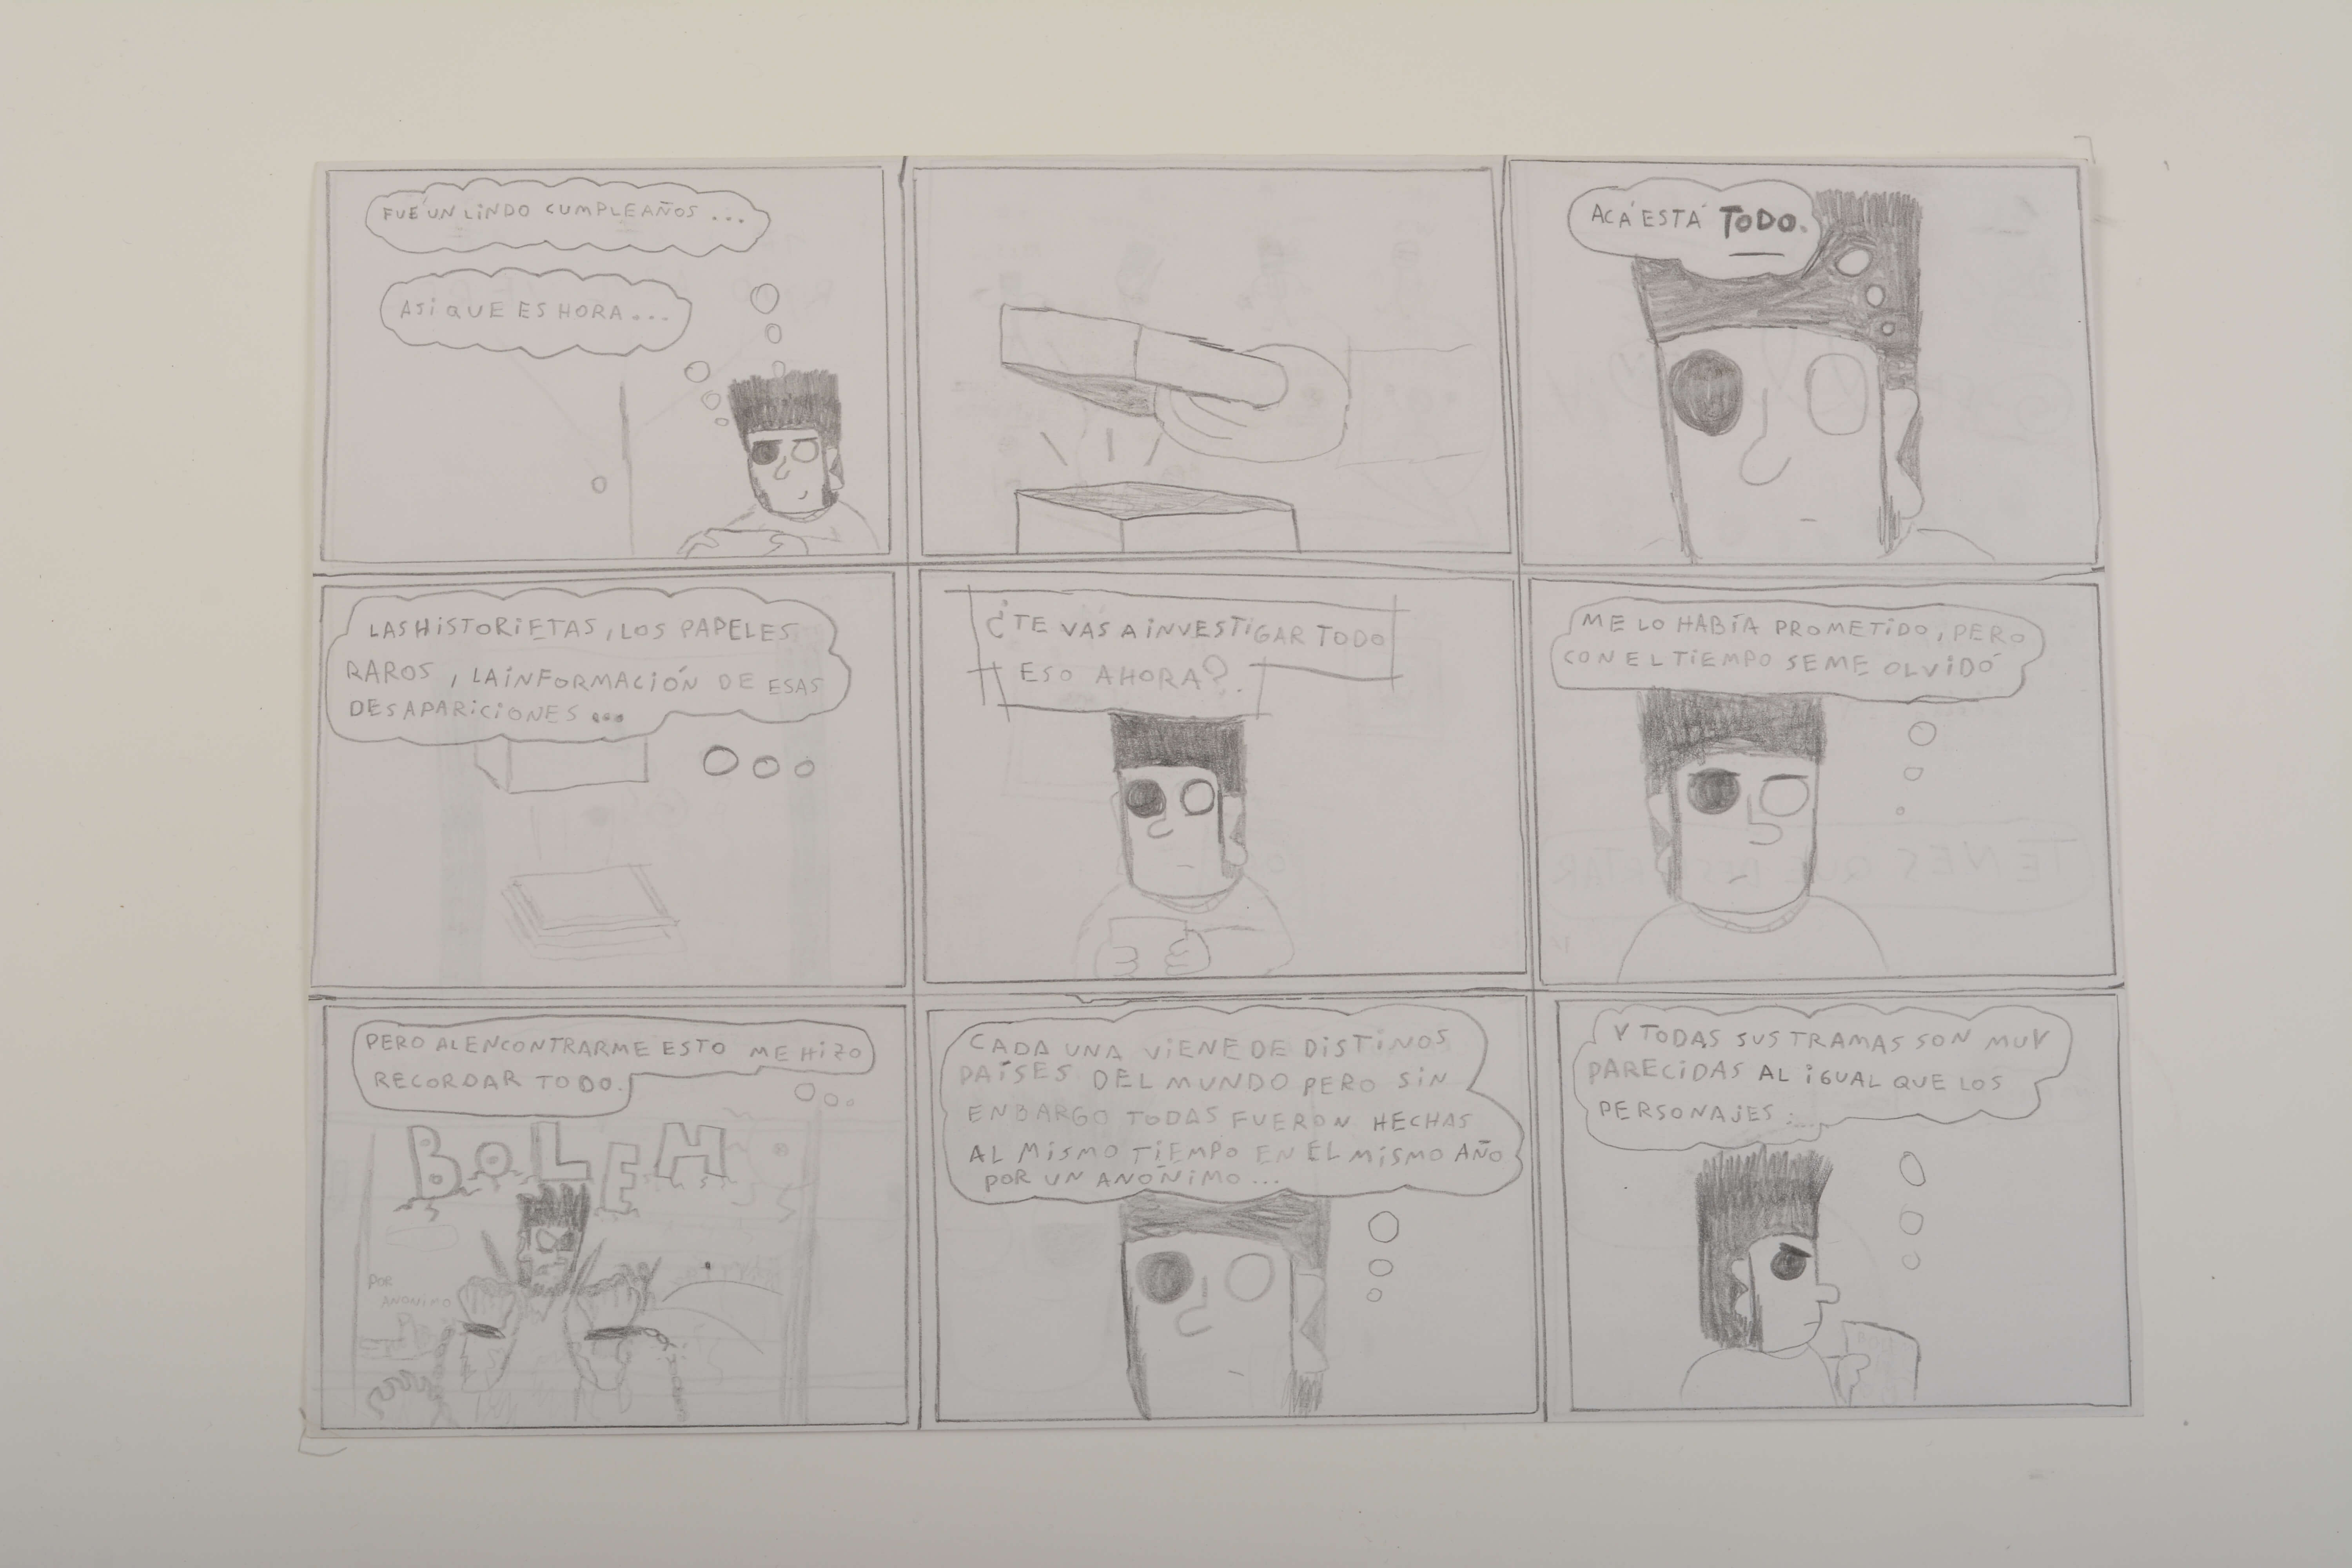 FUÉ UN LINDO CUMPLEAÑOS...
ASI QUE ES HORA...
ACÁ ESTÁ TODO.
LAS HISTORIETAS, LOS PAPELES
RAROS, LA INFORMACIÓN DE ESAS
DESAPARICIONES...
¿TE VAS A INVESTIGAR TODO
ESO AHORA?.
ME LO HABÍA PROMETIDO, PERO
CON EL TIEMPO SE ME OLVIDÓ
PERO AL ENCONTRARME ESTO ME HIZO
RECORDAR TODO.
BOLEM
POR
ANONIMO
CADA UNA VIENE DE DISTINOS
PAÍSES DEL MUNDO PERO SIN
ENBARGO TODAS FUERON HECHAS
AL MISMO TIEMPO EN EL MISMO AÑO
POR UN ANÓNIMO...
Y TODAS SUS TRAMAS SON MUY
PARECIDAS AL IGUAL QUE LOS
PERSONAJES.....